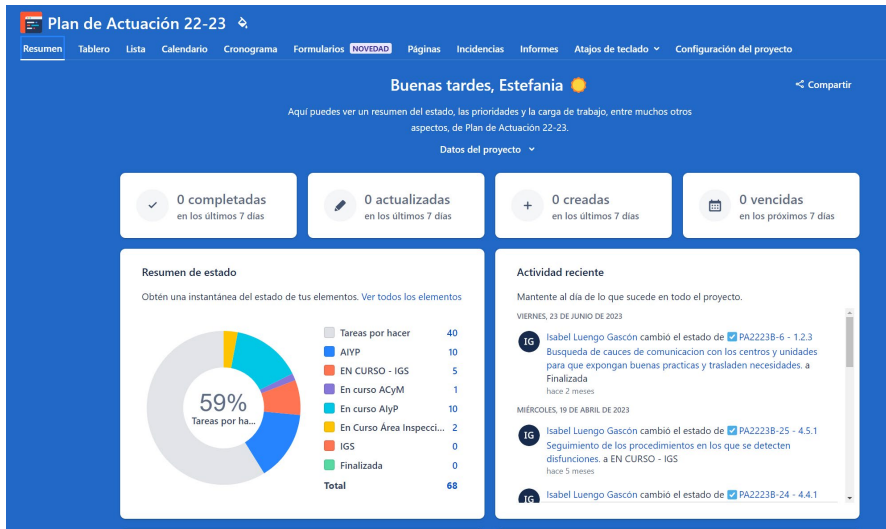 Plan de Actuación 22-23
Resumen Tablero Lista Calendario Cronograma Formularios NOVEDAD Páginas Incidencias Informes Atajos de teclado Configuración del proyecto
Buenas tardes, Estefania
Compartir
Aquí puedes ver un resumen del estado, las prioridades y la carga de trabajo, entre muchos otros
aspectos, de Plan de Actuación 22-23.
Datos del proyecto
0 completadas
en los últimos 7 días
0 actualizadas
en los últimos 7 días
0 creadas
en los últimos 7 días
0 vencidas
en los próximos 7 días
Resumen de estado
Obtén una instantánea del estado de tus elementos. Ver todos los elementos
59%
Tareas por ha...
Tareas por hacer 40
AIYP 10
EN CURSO - IGS 5
En curso ACyM 1
En curso AIyP 10
En Curso Área Inspecci... 2
IGS 0
Finalizada 0
Total 68
Actividad reciente
Mantente al día de lo que sucede en todo el proyecto.
VIERNES, 23 DE JUNIO DE 2023
IG
Isabel Luengo Gascón cambió el estado de PA2223B-6 - 1.2.3
Busqueda de cauces de comunicacion con los centros y unidades
para que expongan buenas practicas y trasladen necesidades. a
Finalizada
hace 2 meses
MIÉRCOLES, 19 DE ABRIL DE 2023
IG
Isabel Luengo Gascón cambió el estado de PA2223B-25 - 4.5.1
Seguimiento de los procedimientos en los que se detecten
disfunciones. a EN CURSO - IGS
hace 5 meses
IG
Isabel Luengo Gascón cambió el estado de PA2223B-24 - 4.4.1